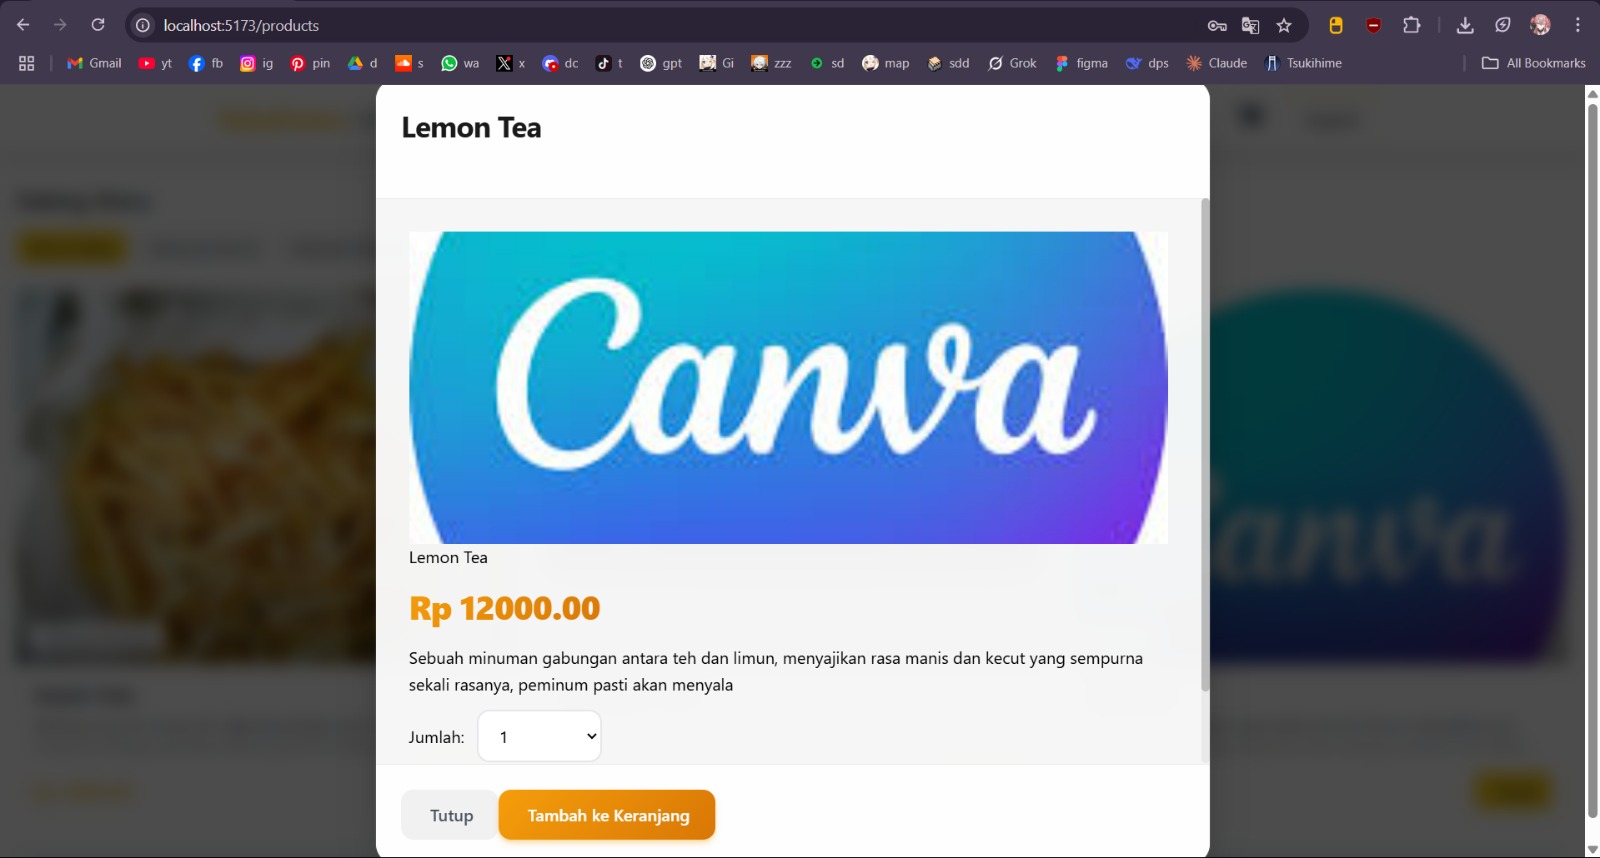 localhost:5173/products
Gmail yt fb ig pin d s wa x dc t gpt Gi zzz sd map sdd Grok figma dps Claude Tsukihime All Bookmarks
Lemon Tea
Canva
Lemon Tea
Rp 12000.00
Sebuah minuman gabungan antara teh dan limun, menyajikan rasa manis dan kecut yang sempurna
sekali rasanya, peminum pasti akan menyala
Jumlah: 1
Tutup Tambah ke Keranjang